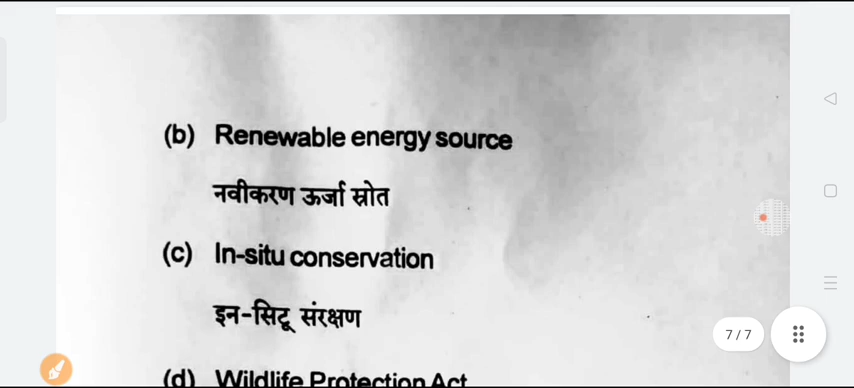 (b) Renewable energy source
नवीकरण ऊर्जा स्रोत
(c) In-situ conservation
इन-सिटू संरक्षण
(d) Wildlife Protection Act
7/7